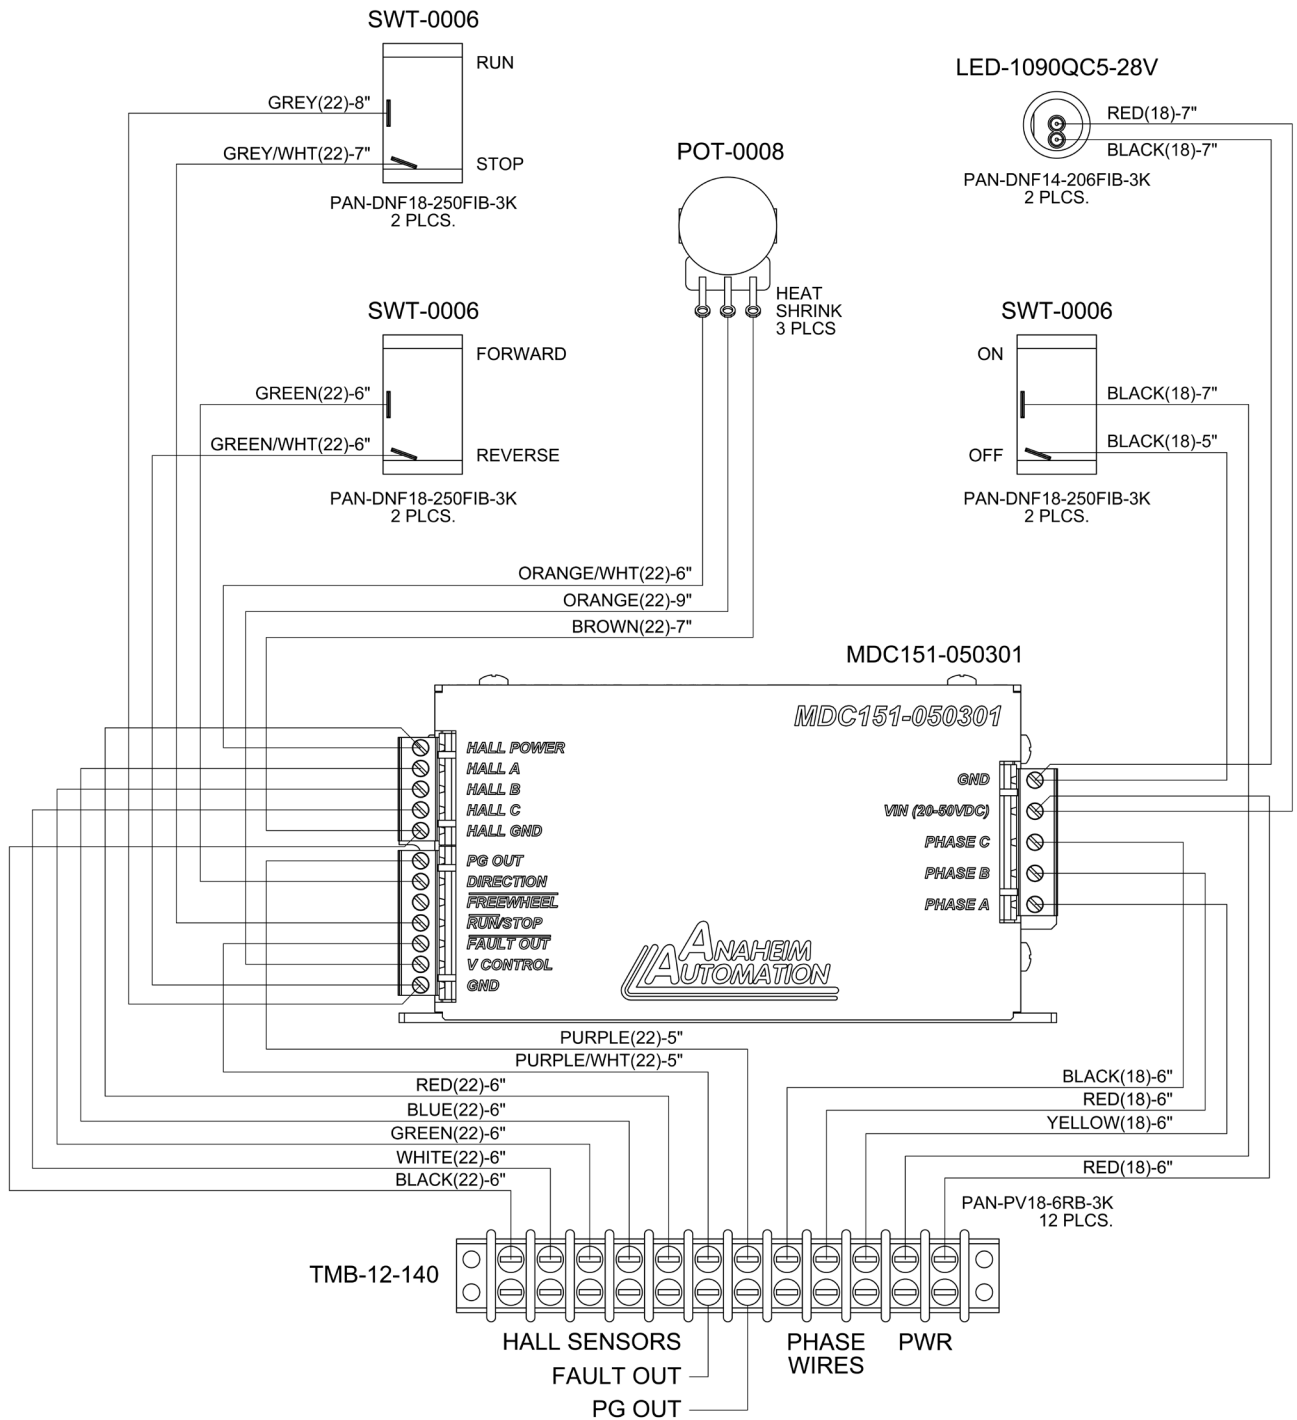 SWT-0006
RUN
GREY(22)-8"
GREY/WHT(22)-7"
STOP
PAN-DNF18-250FIB-3K
2 PLCS.
LED-1090QC5-28V
RED(18)-7"
BLACK(18)-7"
PAN-DNF14-206FIB-3K
2 PLCS.
POT-0008
HEAT
SHRINK
3 PLCS
SWT-0006
FORWARD
GREEN(22)-6"
GREEN/WHT(22)-6"
REVERSE
PAN-DNF18-250FIB-3K
2 PLCS.
SWT-0006
ON
BLACK(18)-7"
BLACK(18)-5"
OFF
PAN-DNF18-250FIB-3K
2 PLCS.
ORANGE/WHT(22)-6"
ORANGE(22)-9"
BROWN(22)-7"
MDC151-050301
MDC151-050301
HALL POWER
HALL A
HALL B
HALL C
HALL GND
PG OUT
DIRECTION
FREEWHEEL
RUN/STOP
FAULT OUT
V CONTROL
GND
GND
VIN (20-50VDC)
PHASE C
PHASE B
PHASE A
ANAHEIM
AUTOMATION
PURPLE(22)-5"
PURPLE/WHT(22)-5"
RED(22)-6"
BLUE(22)-6"
GREEN(22)-6"
WHITE(22)-6"
BLACK(22)-6"
BLACK(18)-6"
RED(18)-6"
YELLOW(18)-6"
RED(18)-6"
PAN-PV18-6RB-3K
12 PLCS.
TMB-12-140
HALL SENSORS
FAULT OUT
PG OUT
PHASE
WIRES
PWR